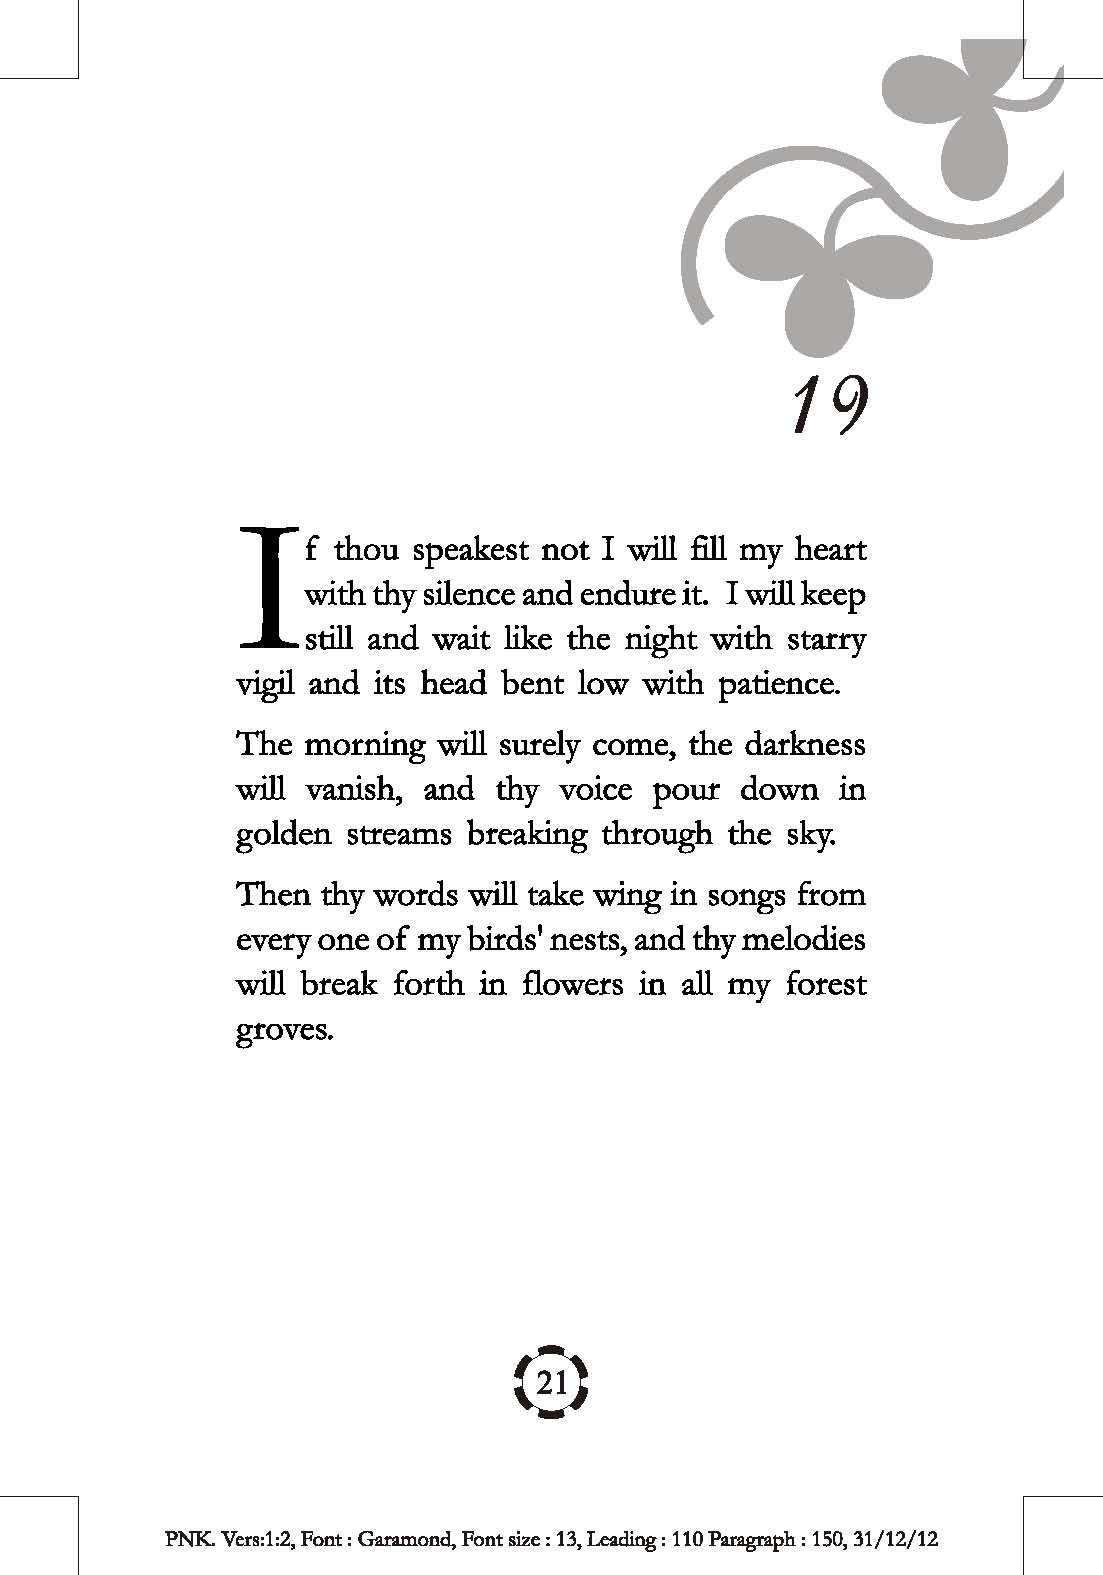 19
If thou speakest not I will fill my heart
with thy silence and endure it. I will keep
still and wait like the night with starry
vigil and its head bent low with patience.
The morning will surely come, the darkness
will vanish, and thy voice pour down in
golden streams breaking through the sky.
Then thy words will take wing in songs from
every one of my birds' nests, and thy melodies
will break forth in flowers in all my forest
groves.
21
PNK. Vers:1:2, Font : Garamond, Font size : 13, Leading : 110 Paragraph : 150, 31/12/12